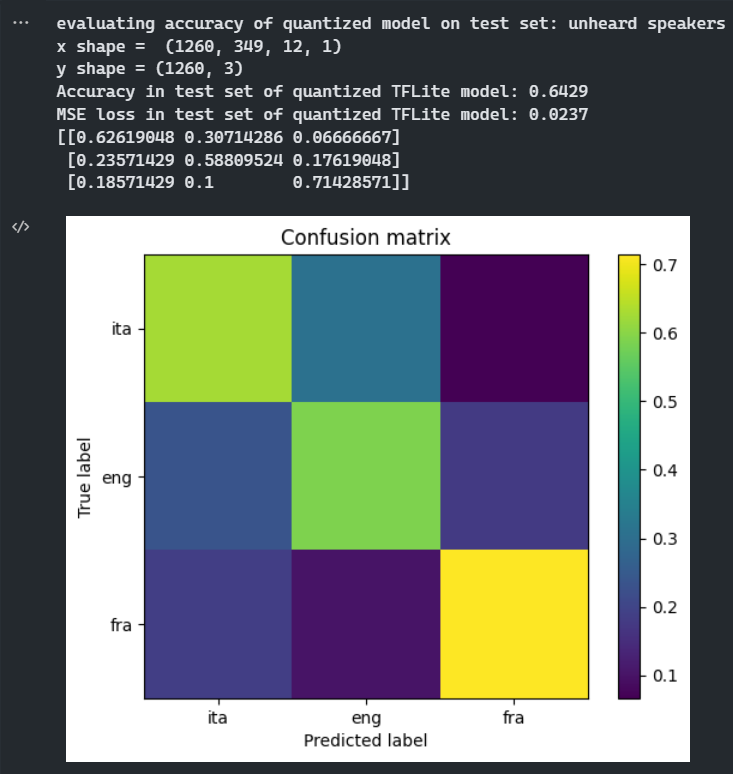 ...
evaluating accuracy of quantized model on test set: unheard speakers
x shape =  (1260, 349, 12, 1)
y shape = (1260, 3)
Accuracy in test set of quantized TFLite model: 0.6429
MSE loss in test set of quantized TFLite model: 0.0237
[[0.62619048 0.30714286 0.06666667]
 [0.23571429 0.58809524 0.17619048]
 [0.18571429 0.1        0.71428571]]
</>
Confusion matrix
True label
ita
eng
fra
ita eng fra
Predicted label
0.7
0.6
0.5
0.4
0.3
0.2
0.1